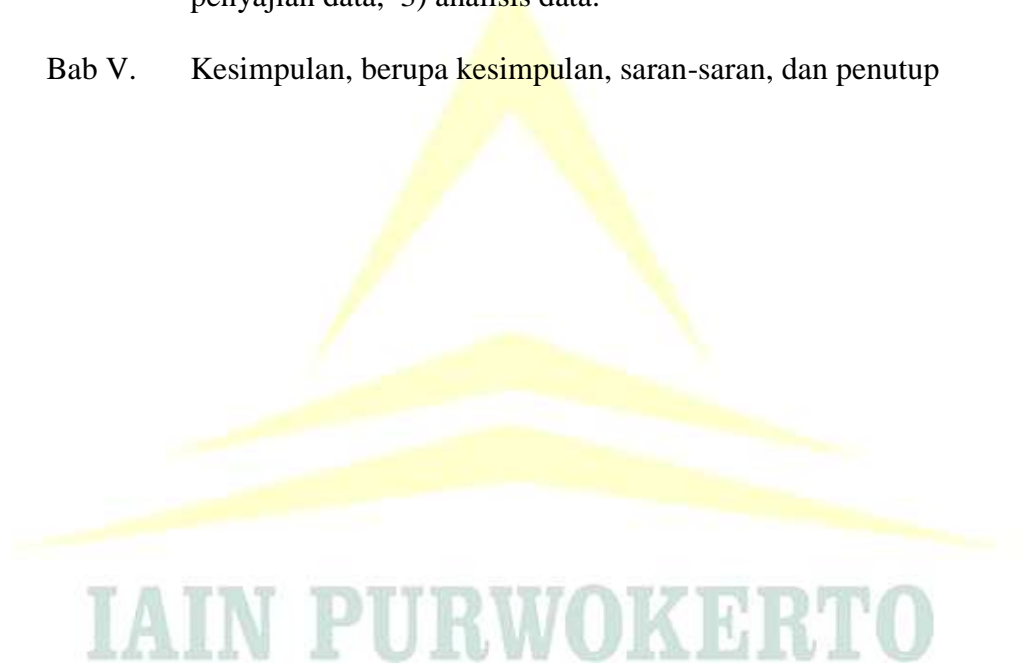 penyajian data, 3) analisis data.
Bab V. Kesimpulan, berupa kesimpulan, saran-saran, dan penutup
IAIN PURWOKERTO